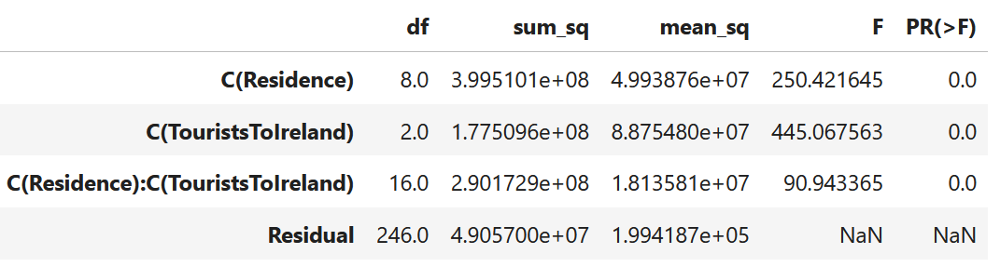 df sum_sq mean_sq F PR(>F)
C(Residence) 8.0 3.995101e+08 4.993876e+07 250.421645 0.0
C(TouristsToIreland) 2.0 1.775096e+08 8.875480e+07 445.067563 0.0
C(Residence):C(TouristsToIreland) 16.0 2.901729e+08 1.813581e+07 90.943365 0.0
Residual 246.0 4.905700e+07 1.994187e+05 NaN NaN